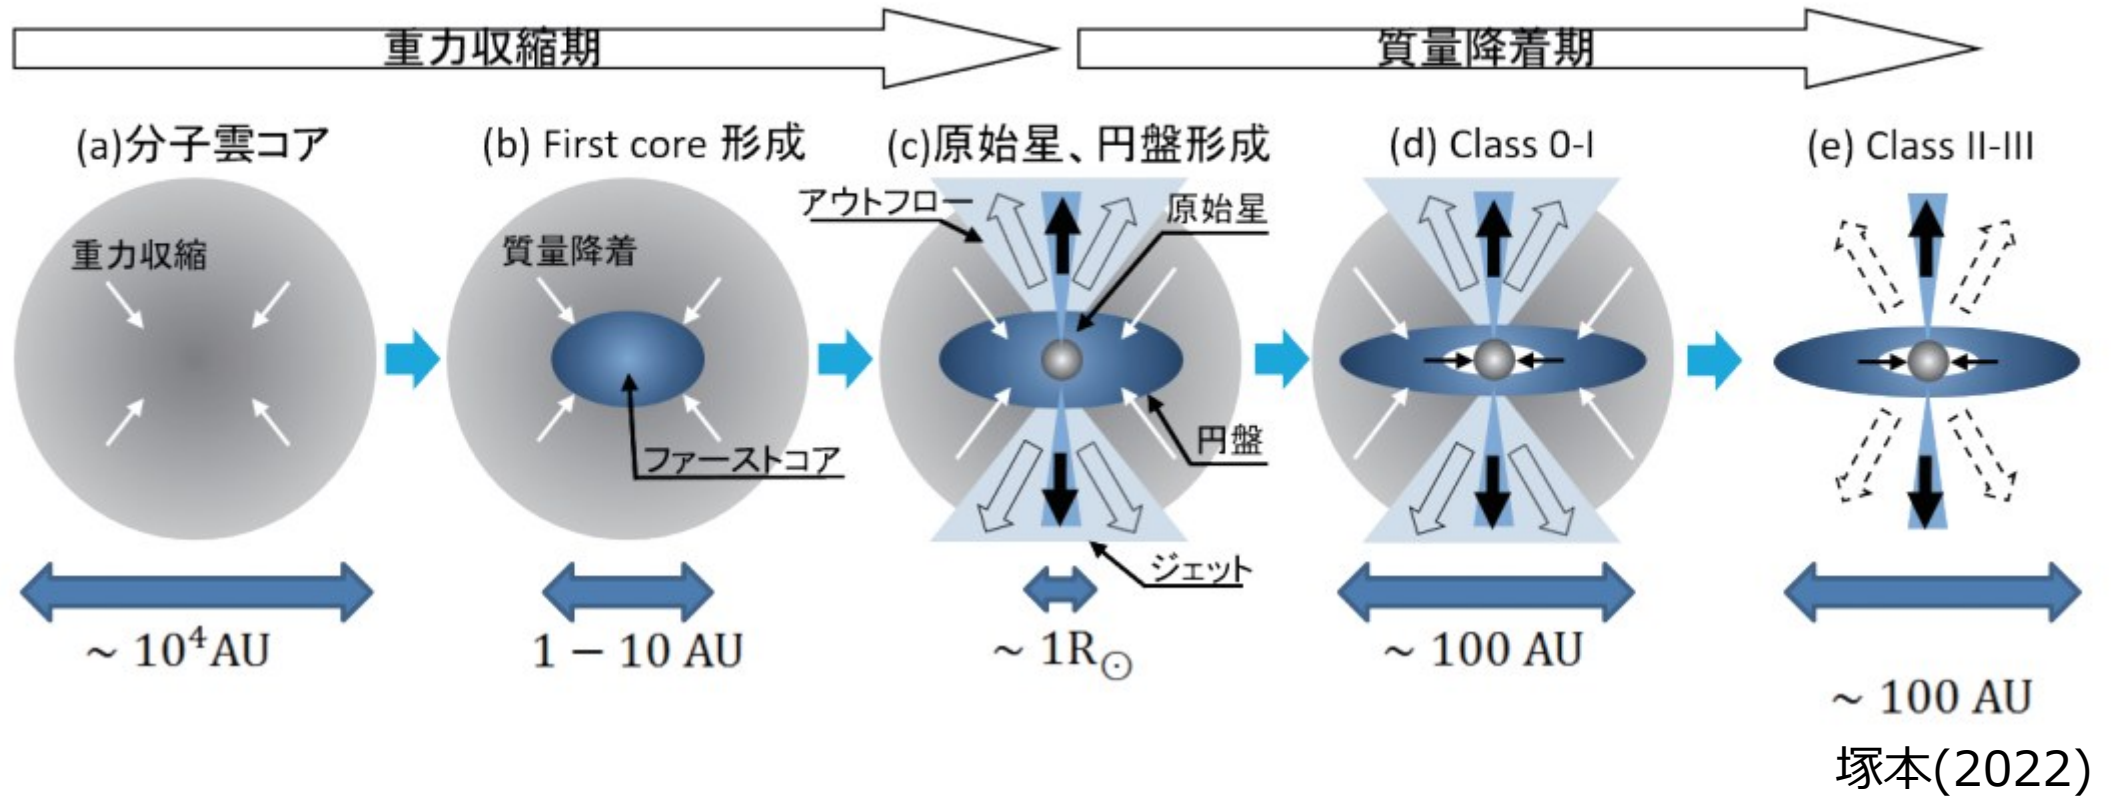 重力収縮期
質量降着期
(a)分子雲コア
(b) First core 形成
(c)原始星、円盤形成
(d) Class 0-I
(e) Class II-III
重力収縮
質量降着
ファーストコア
アウトフロー
原始星
円盤
ジェット
~ 10⁴AU
1 − 10 AU
~ 1R☉
~ 100 AU
~ 100 AU
塚本(2022)